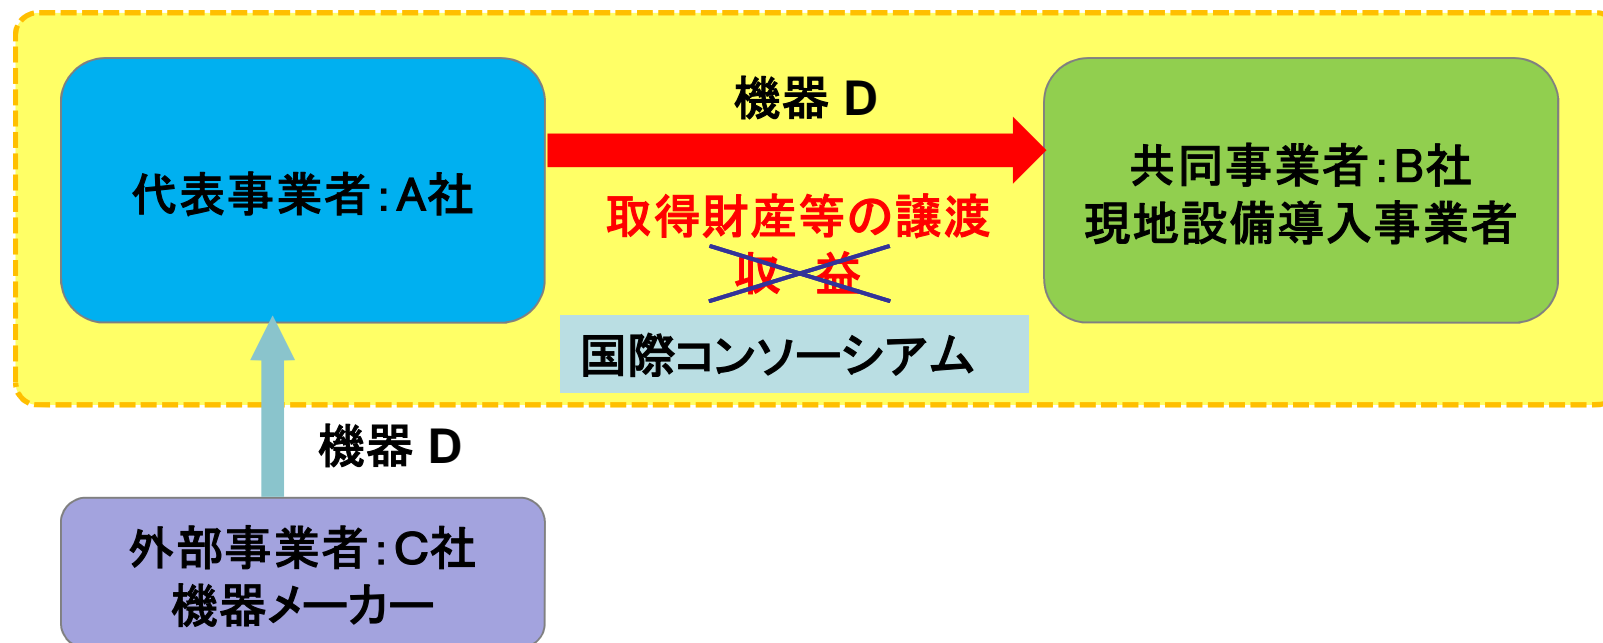 機器 D
代表事業者：A社
共同事業者：B社
現地設備導入事業者
取得財産等の譲渡
収　益
国際コンソーシアム
機器 D
外部事業者：C社
機器メーカー